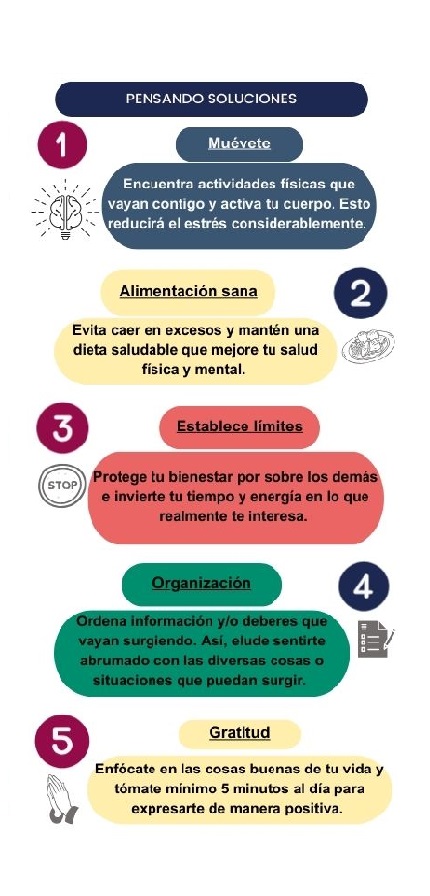 PENSANDO SOLUCIONES
1
Muévete
Encuentra actividades físicas que
vayan contigo y activa tu cuerpo. Esto
reducirá el estrés considerablemente.
Alimentación sana
2
Evita caer en excesos y mantén una
dieta saludable que mejore tu salud
física y mental.
3
Establece límites
STOP
Protege tu bienestar por sobre los demás
e invierte tu tiempo y energía en lo que
realmente te interesa.
Organización
4
Ordena información y/o deberes que
vayan surgiendo. Así, elude sentirte
abrumado con las diversas cosas o
situaciones que puedan surgir.
5
Gratitud
Enfócate en las cosas buenas de tu vida y
tómate mínimo 5 minutos al día para
expresarte de manera positiva.